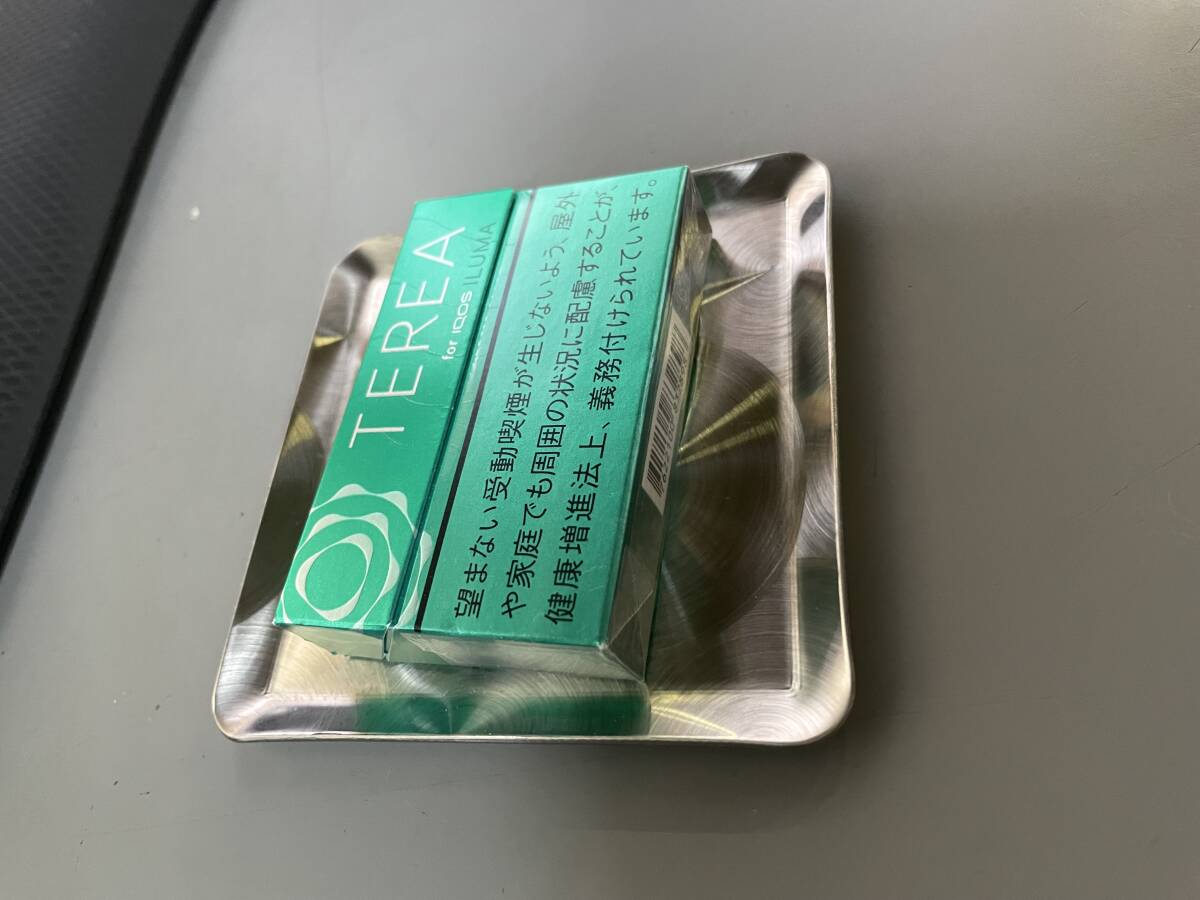 TEREA
for IQOS ILUMA
望まない受動喫煙が生じないよう、屋外
や家庭でも周囲の状況に配慮することが、
健康増進法上、義務付けられています。